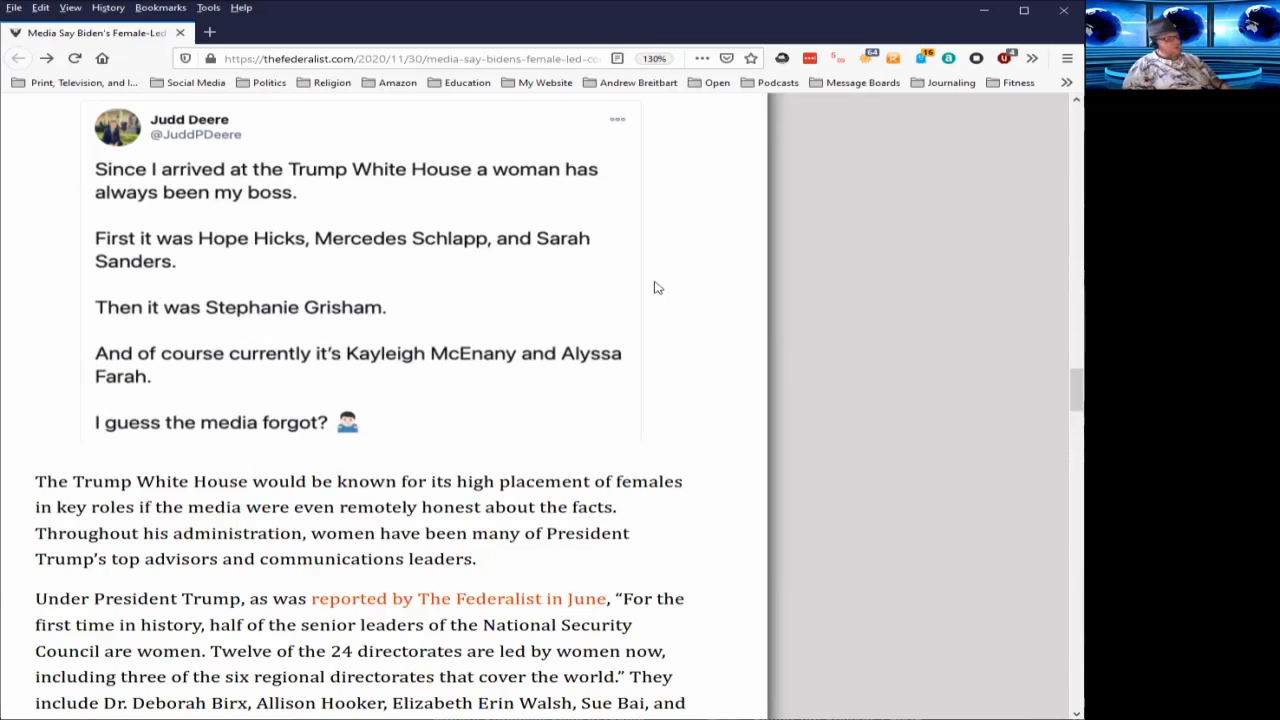 File Edit View History Bookmarks Tools Help
Media Say Biden's Female-Led
https://thefederalist.com/2020/11/30/media-say-bidens-female-led-co 130%
64 16 4
Print, Television, and I... Social Media Politics Religion Amazon Education My Website Andrew Breitbart Open Podcasts Message Boards Journaling Fitness
Judd Deere
@JuddPDeere
Since I arrived at the Trump White House a woman has
always been my boss.
First it was Hope Hicks, Mercedes Schlapp, and Sarah
Sanders.
Then it was Stephanie Grisham.
And of course currently it's Kayleigh McEnany and Alyssa
Farah.
I guess the media forgot?
The Trump White House would be known for its high placement of females
in key roles if the media were even remotely honest about the facts.
Throughout his administration, women have been many of President
Trump's top advisors and communications leaders.
Under President Trump, as was reported by The Federalist in June, “For the
first time in history, half of the senior leaders of the National Security
Council are women. Twelve of the 24 directorates are led by women now,
including three of the six regional directorates that cover the world.” They
include Dr. Deborah Birx, Allison Hooker, Elizabeth Erin Walsh, Sue Bai, and